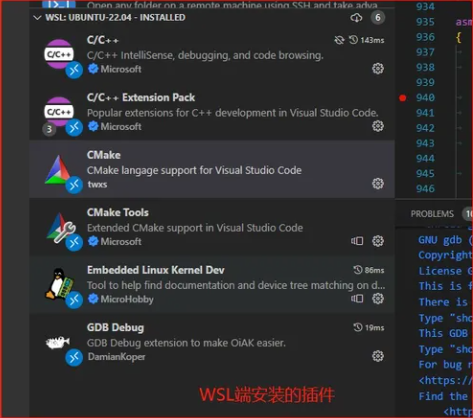 Open any folder on a remote machine using SSH and take adva...
WSL: UBUNTU-22.04 - INSTALLED
6
C/C++
143ms
C/C++ IntelliSense, debugging, and code browsing.
Microsoft
C/C++ Extension Pack
Popular extensions for C++ development in Visual Studio Code.
3
Microsoft
CMake
CMake langage support for Visual Studio Code
twxs
CMake Tools
Extended CMake support in Visual Studio Code
Microsoft
Embedded Linux Kernel Dev
86ms
Tool to help finding documentation and device tree matching on d...
MicroHobby
GDB Debug
19ms
GDB Debug extension to make OiAK easier.
DamianKoper
WSL端安装的插件
934
935
asm
936
{
937
938
939
940
941
942
943
944
945
946
PROBLEMS
GNU gdb (
Copyright
License G
This is f
There is
Type "sho
This GDB
Type "sho
For bug r
<https://
Find the
<http